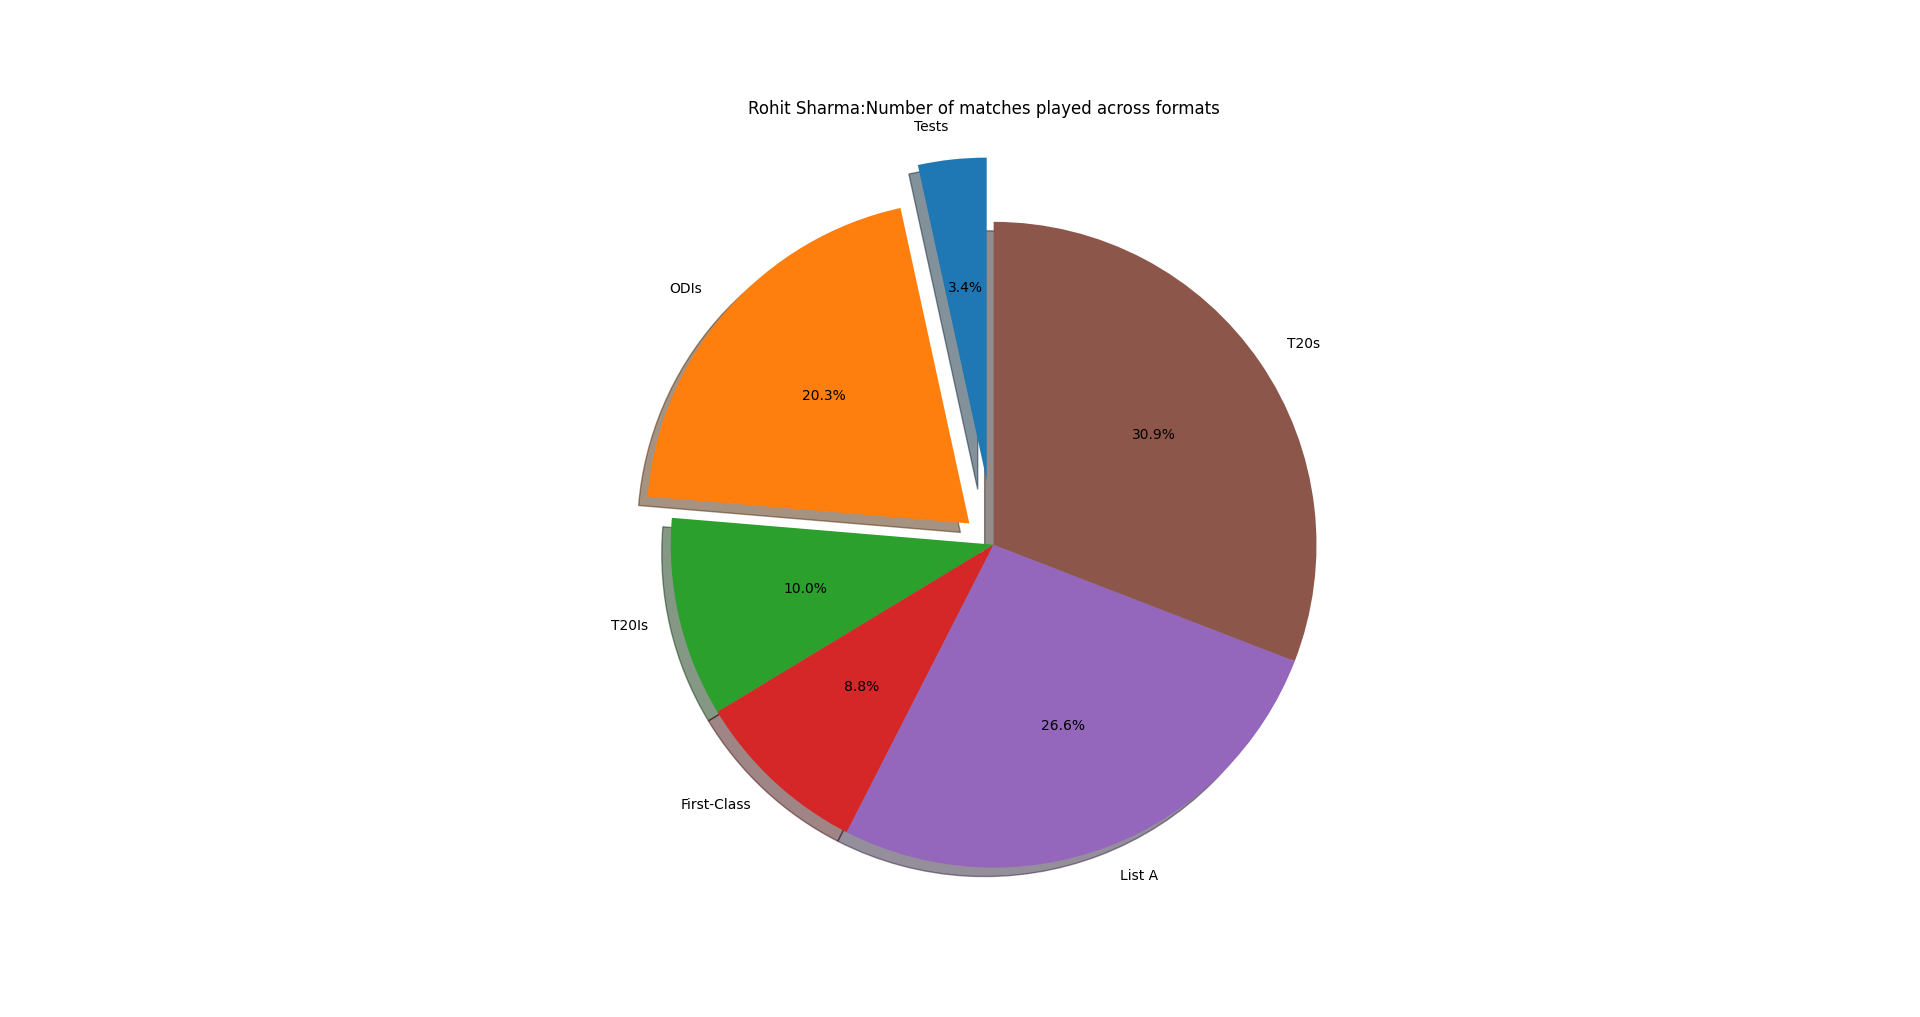 Rohit Sharma:Number of matches played across formats
Tests
3.4%
ODIs
20.3%
T20s
30.9%
T20Is
10.0%
First-Class
8.8%
List A
26.6%